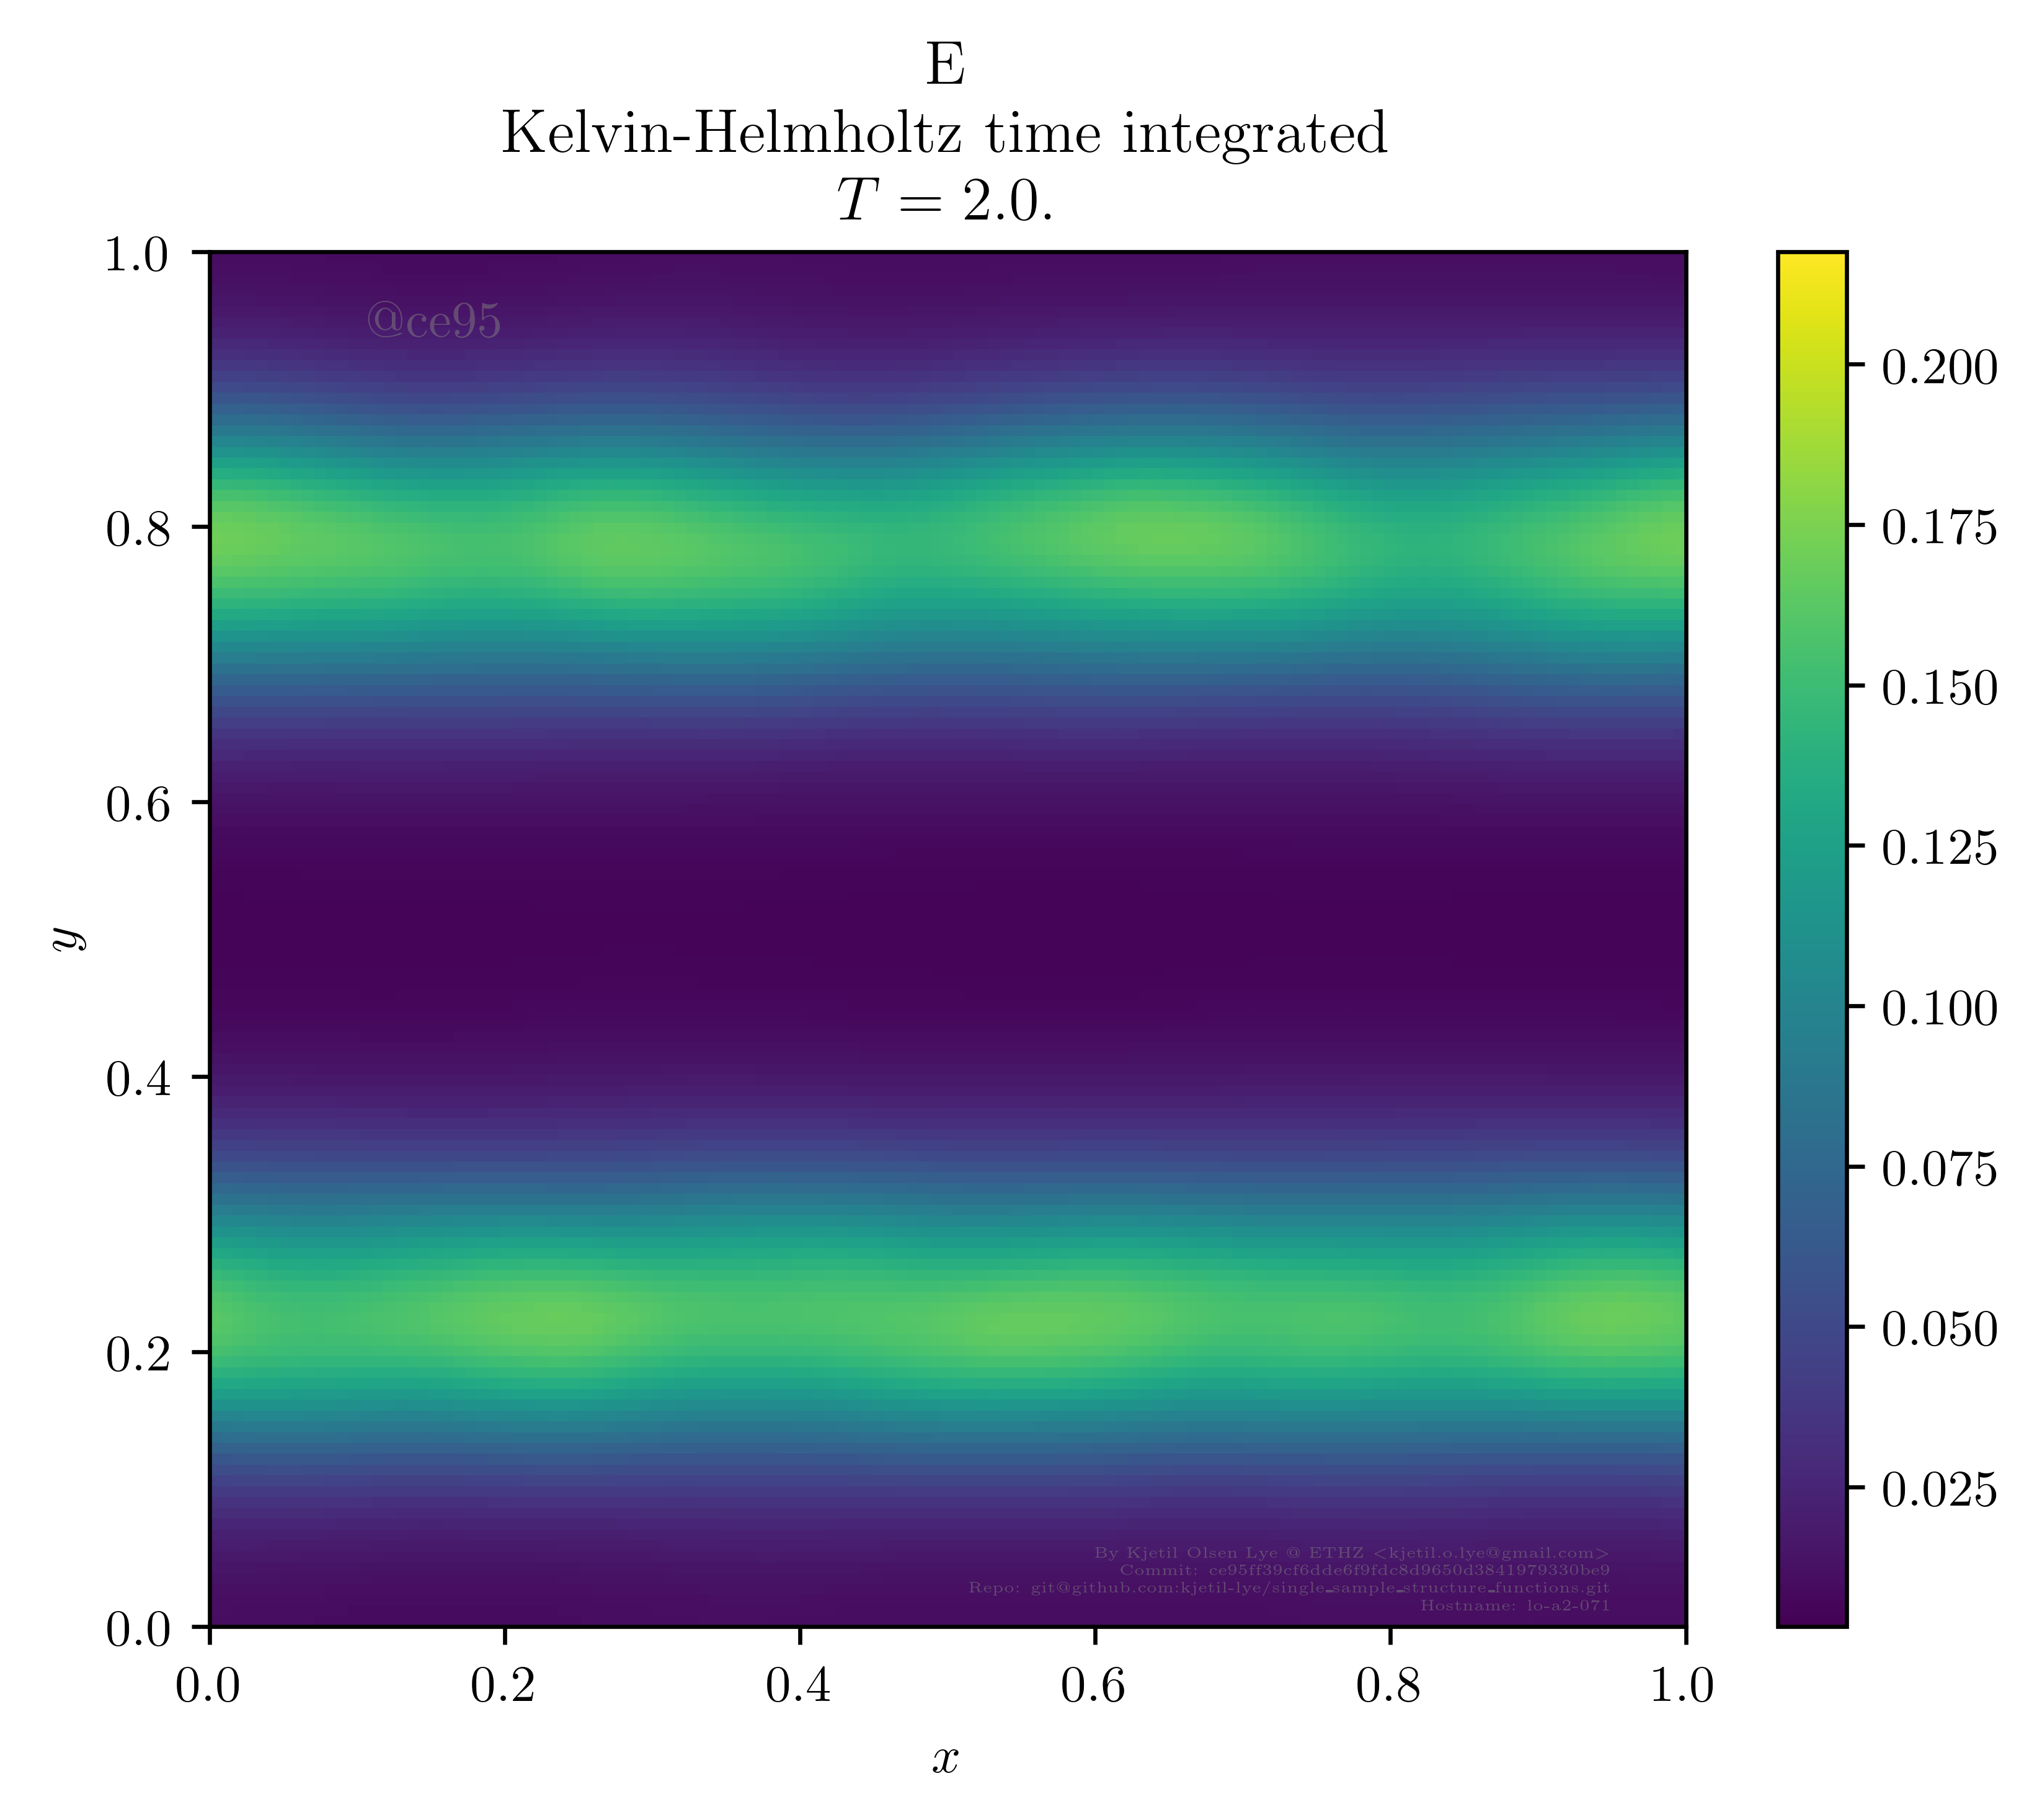 E
Kelvin-Helmholtz time integrated
T = 2.0.
1.0
0.8
0.6
0.4
0.2
0.0
y
@ce95
By Kjetil Olsen Lye @ ETHZ <kjetil.o.lye@gmail.com>
Commit: ce95ff39cf6dde6f9fdc8d9650d3841979330be9
Repo: git@github.com:kjetil-lye/single_sample_structure_functions.git
Hostname: lo-a2-071
0.0 0.2 0.4 0.6 0.8 1.0
x
0.200
0.175
0.150
0.125
0.100
0.075
0.050
0.025